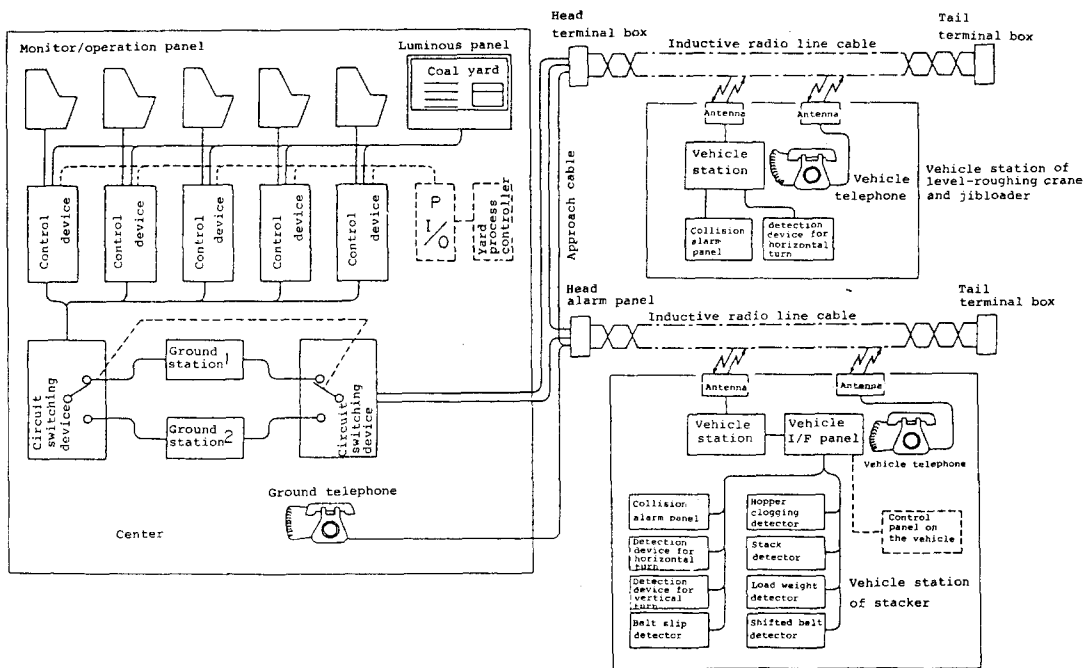 Monitor/operation panel
Luminous panel
Coal yard
Control
device
Control
device
Control
device
Control
device
Control
device
P
I/O
Yard
process
controller
Circuit
switching
device
Ground
station 1
Ground
station 2
Circuit
switching
device
Ground telephone
Center
Approach cable
Head
terminal box
Inductive radio line cable
Tail
terminal box
Antenna
Antenna
Vehicle
station
Vehicle
telephone
Collision
alarm
panel
detection
device for
horizontal
turn
Vehicle station of
level-roughing crane
and jibloader
Head
alarm panel
Inductive radio line cable
Tail
terminal box
Antenna
Antenna
Vehicle
station
Vehicle
I/F panel
Vehicle telephone
Collision
alarm panel
Detection
device for
horizontal
turn
Detection
device for
vertical
turn
Belt slip
detector
Hopper
clogging
detector
Stack
detector
Load weight
detector
Shifted belt
detector
Control
panel on
the vehicle
Vehicle station
of stacker